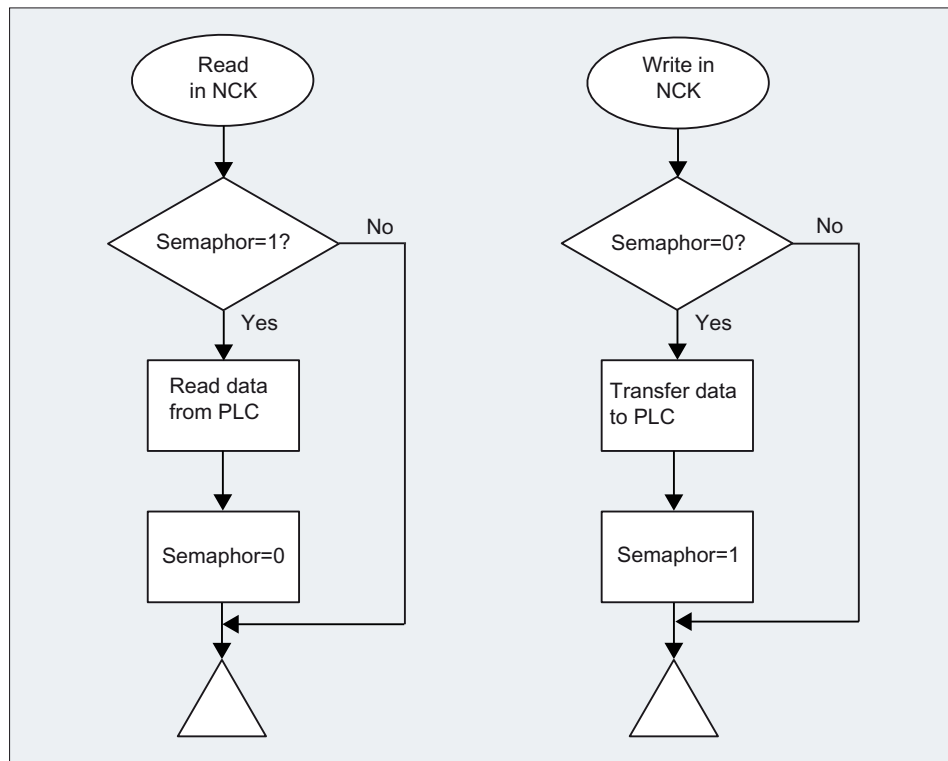 Read
in NCK
Semaphor=1?
No
Yes
Read data
from PLC
Semaphor=0
Write in
NCK
Semaphor=0?
No
Yes
Transfer data
to PLC
Semaphor=1